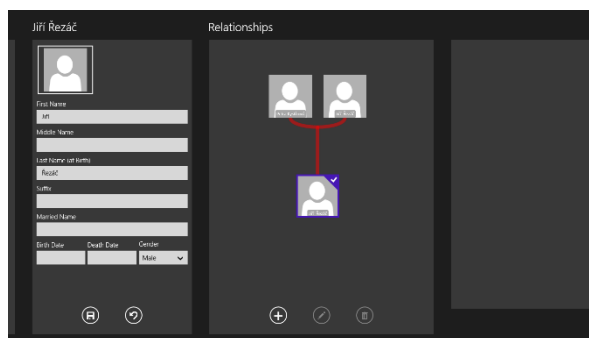 Jiří Řezáč
Relationships
First Name
Jiří
Middle Name
Last Name (at Birth)
Řezáč
Suffix
Married Name
Birth Date Death Date Gender
Male